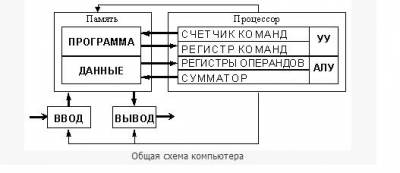 Память Процессор
ПРОГРАММА СЧЕТЧИК КОМАНД УУ
РЕГИСТР КОМАНД
ДАННЫЕ РЕГИСТРЫ ОПЕРАНДОВ АЛУ
СУММАТОР
ВВОД ВЫВОД
Общая схема компьютера